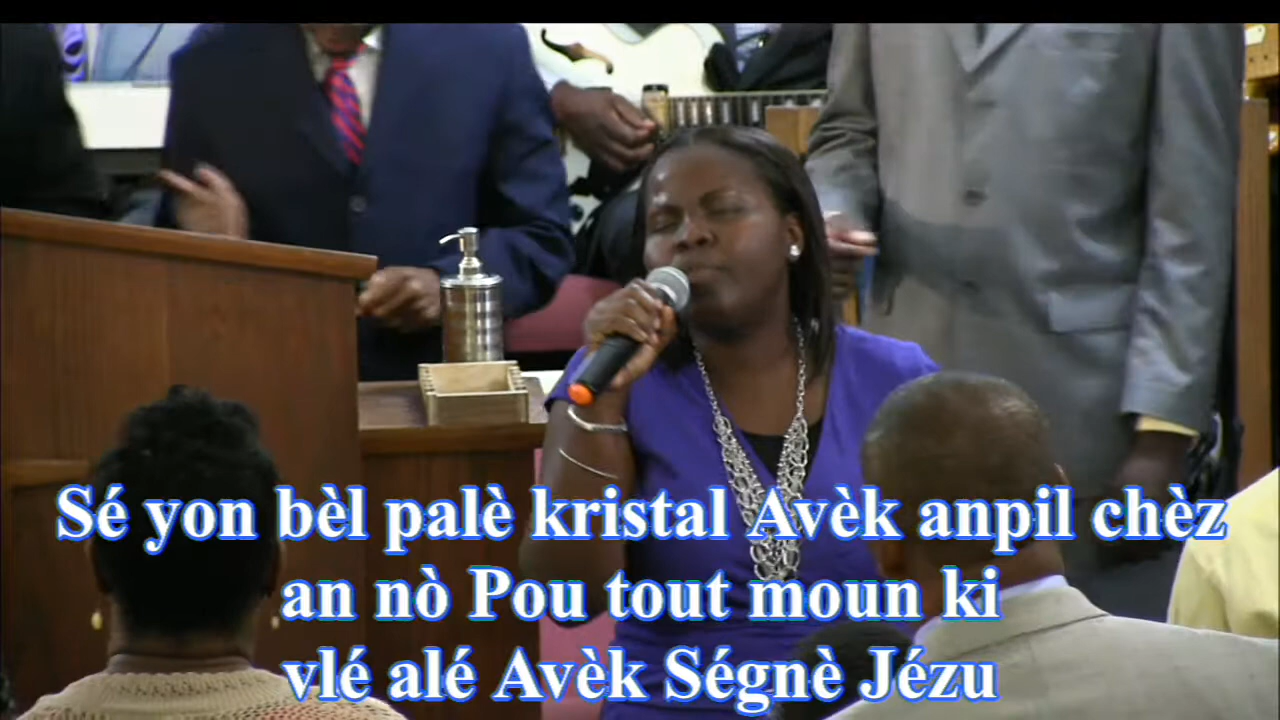 Sé yon bèl palè kristal Avèk anpil chèz
an nò Pou tout moun ki
vlé alé Avèk Ségnè Jézu